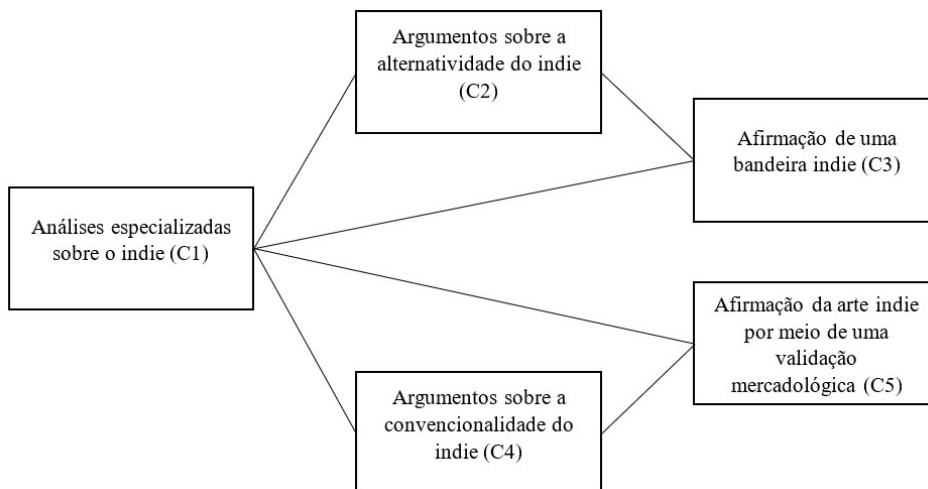 Argumentos sobre a
alternatividade do indie
(C2)
Afirmação de uma
bandeira indie (C3)
Análises especializadas
sobre o indie (C1)
Afirmação da arte indie
por meio de uma
validação
mercadológica (C5)
Argumentos sobre a
convencionalidade do
indie (C4)